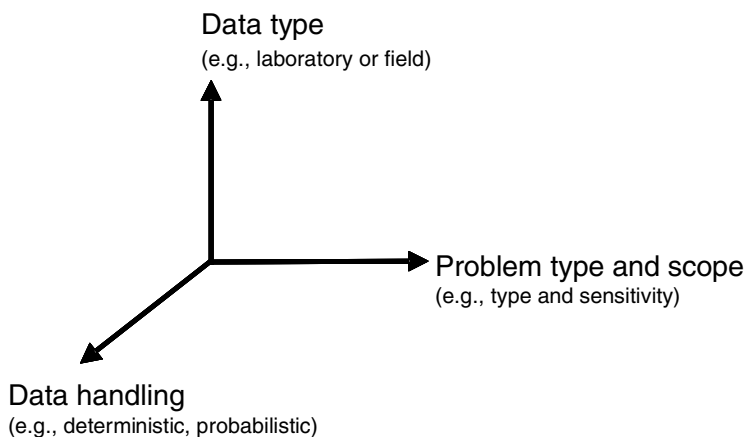 Data type
(e.g., laboratory or field)
Problem type and scope
(e.g., type and sensitivity)
Data handling
(e.g., deterministic, probabilistic)